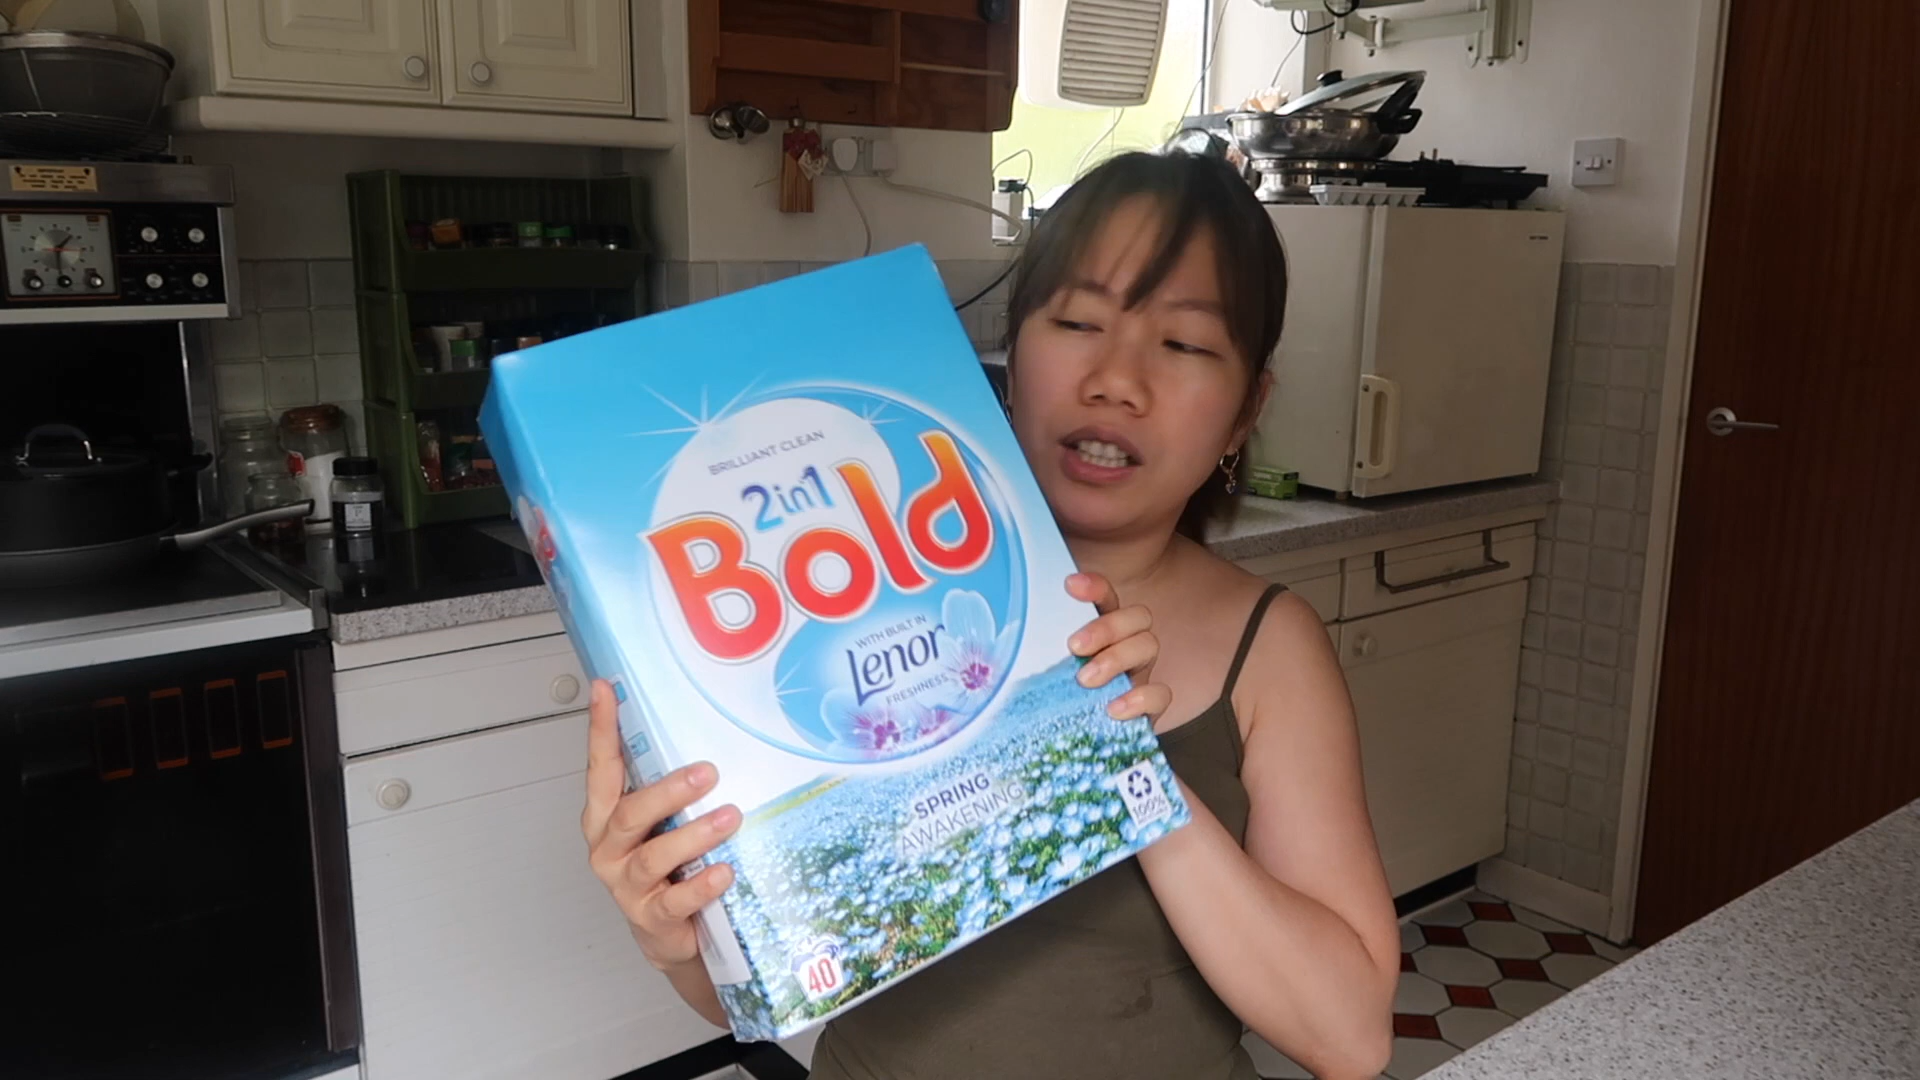 BRILLIANT CLEAN
2in1
Bold
WITH BUILT IN
Lenor
FRESHNESS
SPRING
AWAKENING
100%
40